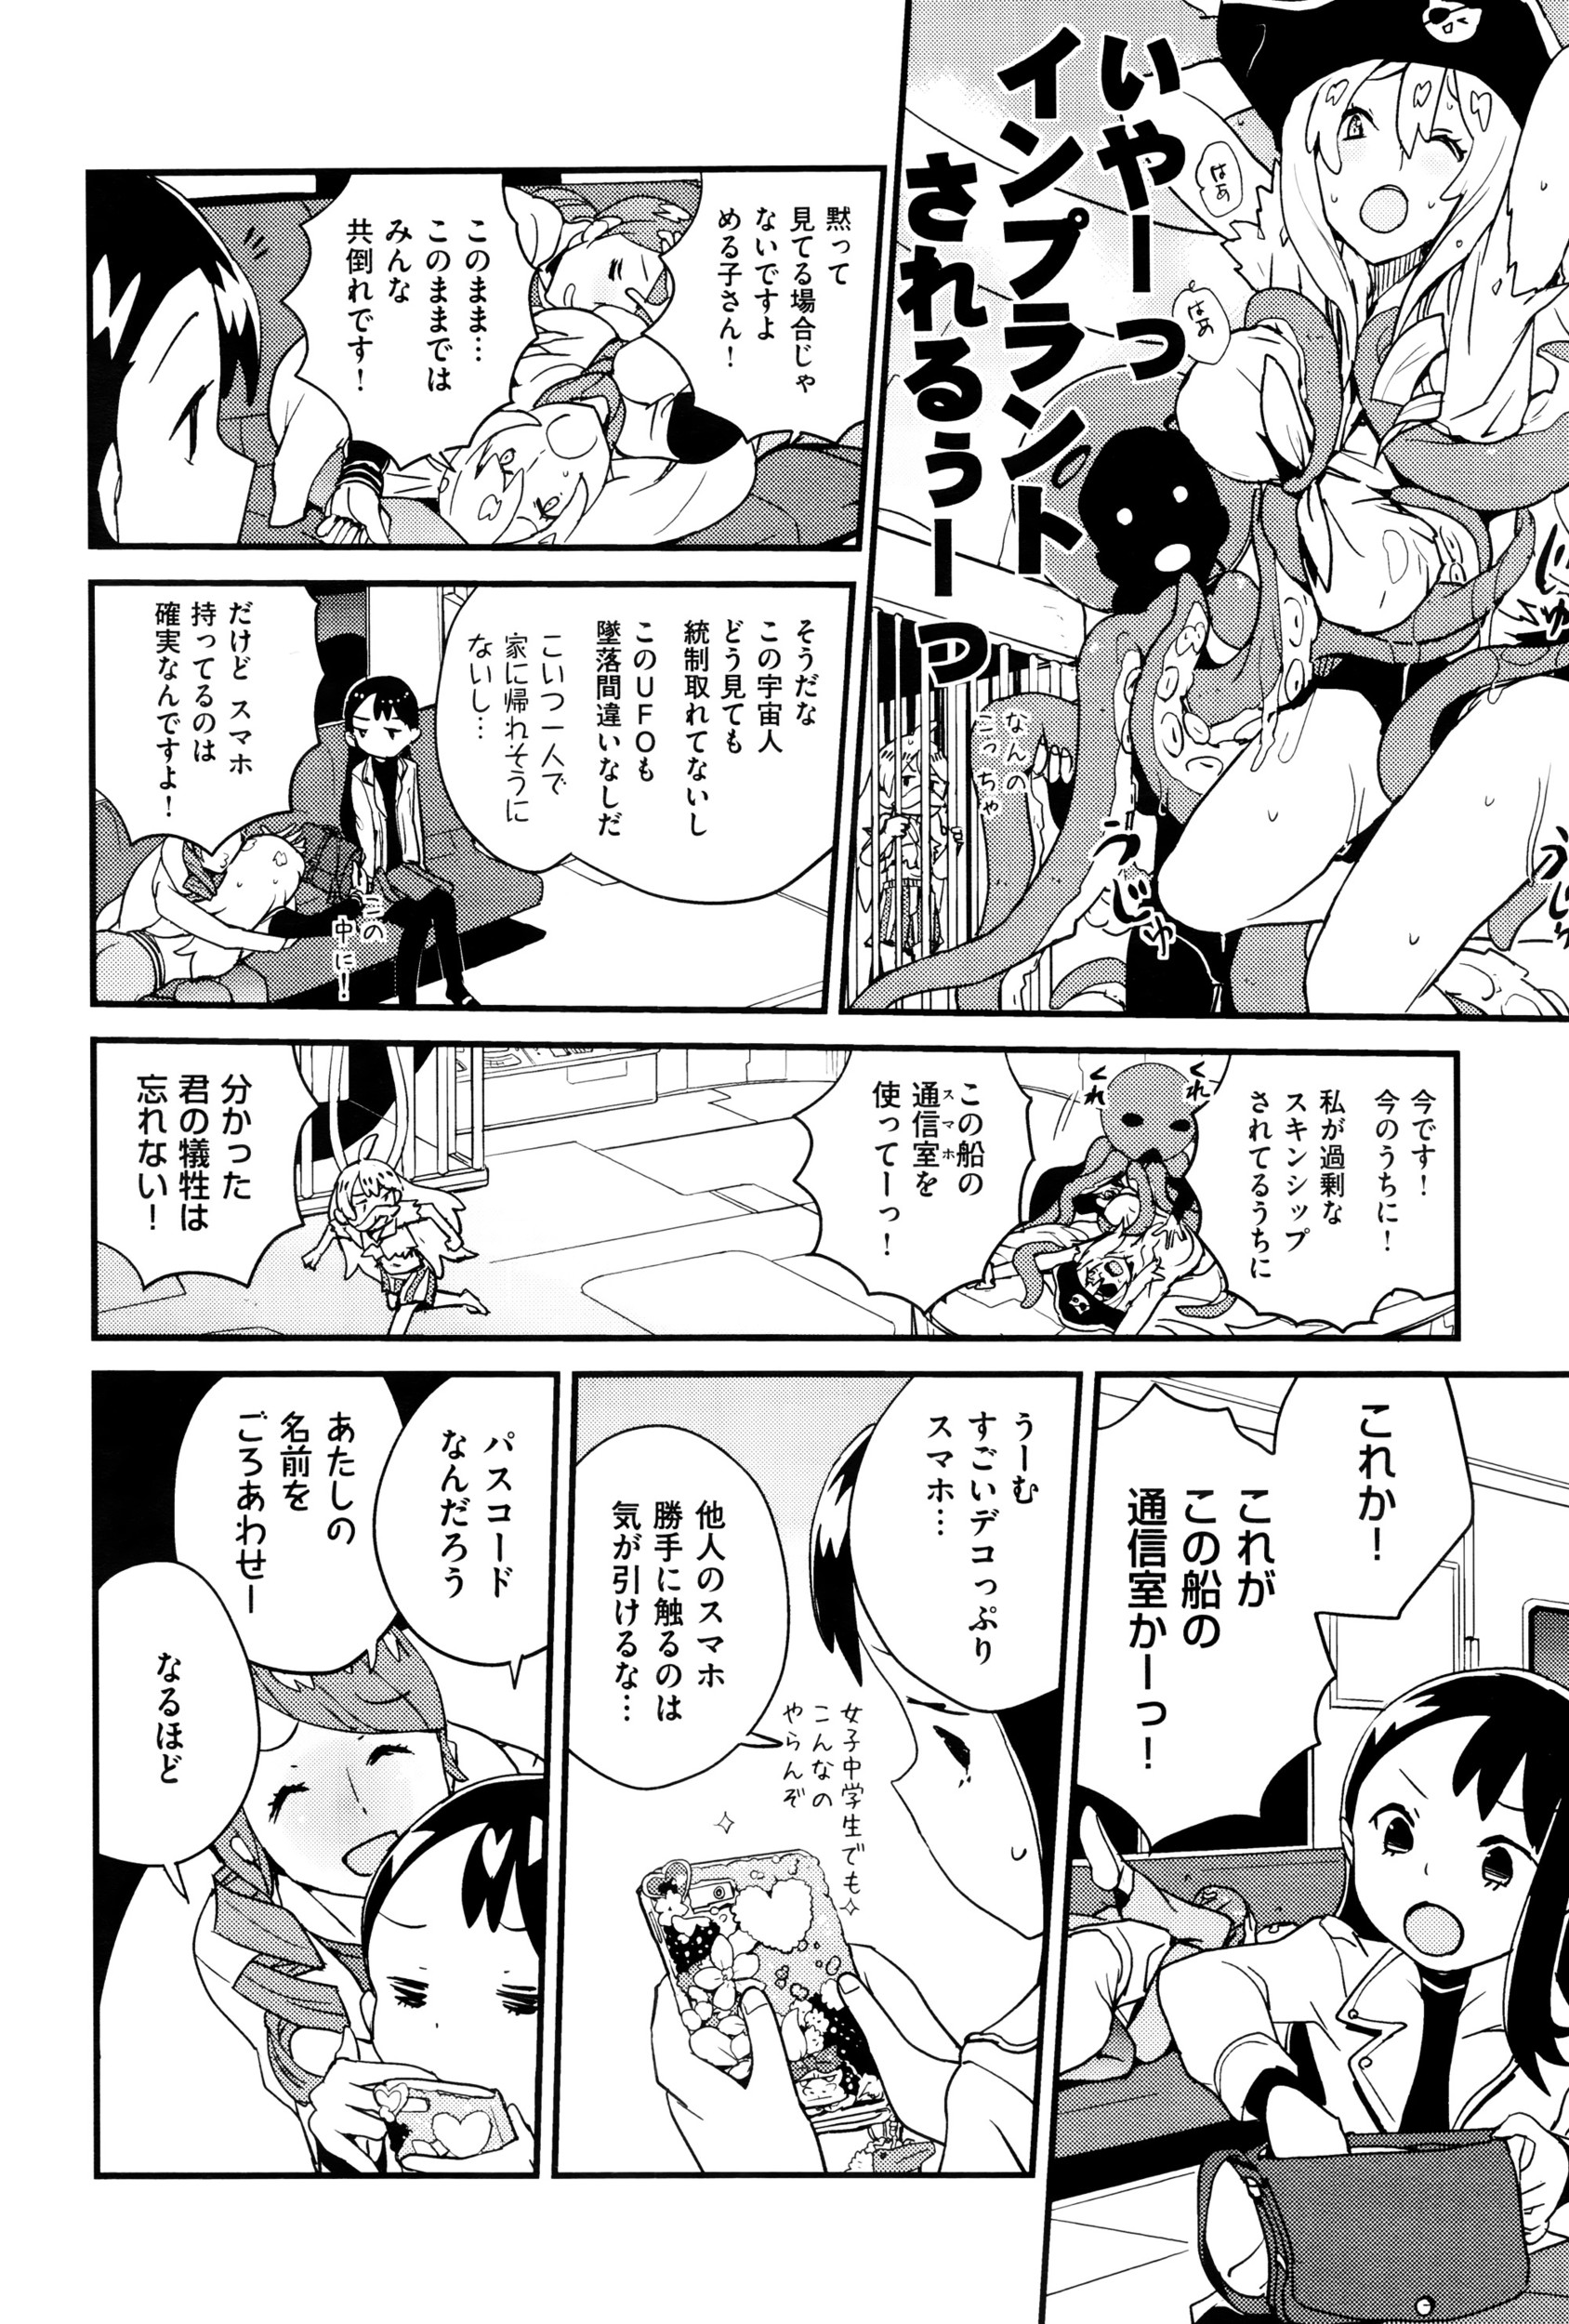 いやーっ
インプラント
されるぅーっ
はぁ
はぁ
なんの
こっちゃ
うじゅ
黙って
見てる場合じゃ
ないですよ
める子さん！
このまま…
このままでは
みんな
共倒れです！
そうだな
この宇宙人
どう見ても
統制取れてないし
このUFOも
墜落間違いなしだ
こいつ一人で
家に帰れそうに
ないし…
だけど スマホ
持ってるのは
確実なんですよ！
この
中に！
今です！
今のうちに！
私が過剰な
スキンシップ
されてるうちに
くれ
くれ
この船の
通信室を
スマホ
使ってーっ！
分かった
君の犠牲は
忘れない！
これか！
これが
この船の
通信室かーっ！
うーむ
すごいデコっぷり
スマホ…
他人のスマホ
勝手に触るのは
気が引けるな…
女子中学生でも
こんなの
やらんぞ
パスコード
なんだろう
あたしの
名前を
ごろあわせー
なるほど